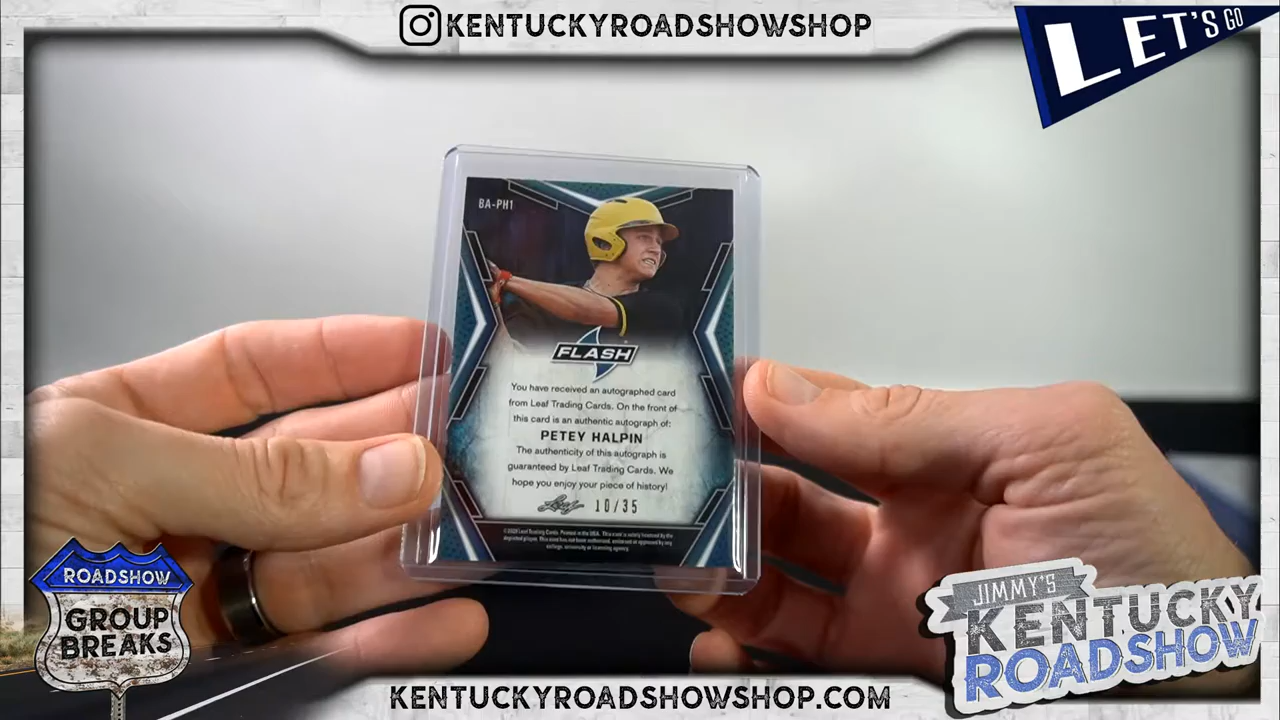 KENTUCKYROADSHOWSHOP
LET'S GO
BA-PH1
FLASH
You have received an autographed card
from Leaf Trading Cards. On the front of
this card is an authentic autograph of:
PETEY HALPIN
The authenticity of this autograph is
guaranteed by Leaf Trading Cards. We
hope you enjoy your piece of history!
Leaf 10/35
ROADSHOW
GROUP
BREAKS
JIMMY'S
KENTUCKY
ROADSHOW
KENTUCKYROADSHOWSHOP.COM